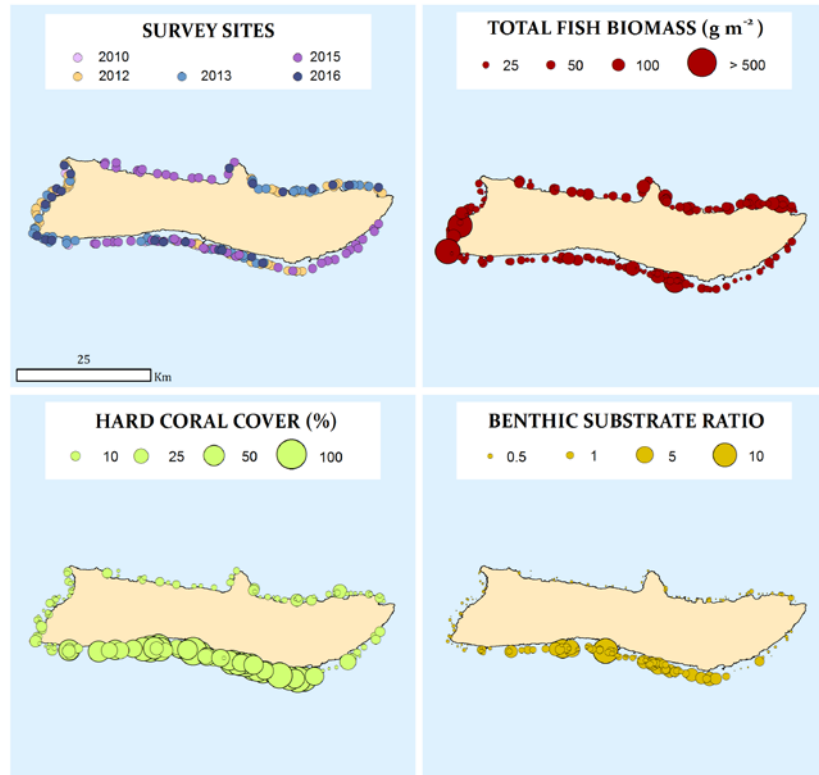 SURVEY SITES
2010 2015
2012 2013 2016
25
Km
TOTAL FISH BIOMASS (g m⁻²)
25 50 100 > 500
HARD CORAL COVER (%)
10 25 50 100
BENTHIC SUBSTRATE RATIO
0.5 1 5 10